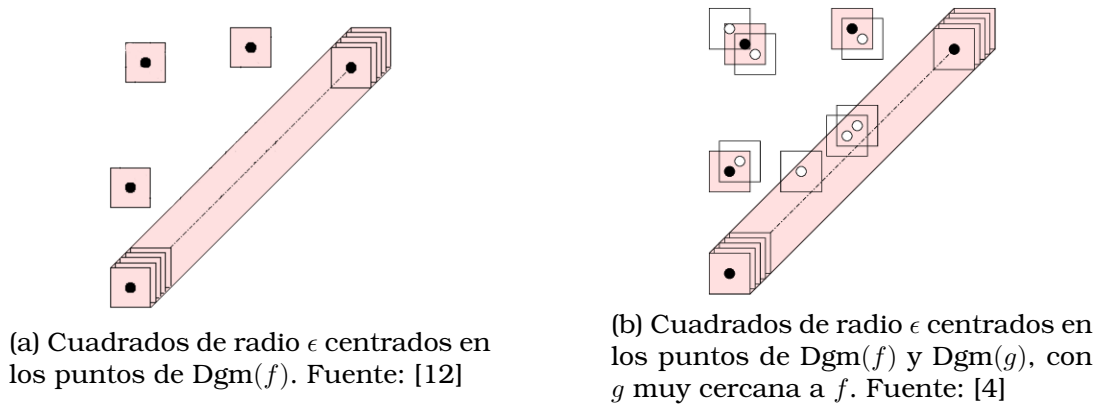 (a) Cuadrados de radio ϵ centrados en
los puntos de Dgm(f). Fuente: [12]
(b) Cuadrados de radio ϵ centrados en
los puntos de Dgm(f) y Dgm(g), con
g muy cercana a f. Fuente: [4]